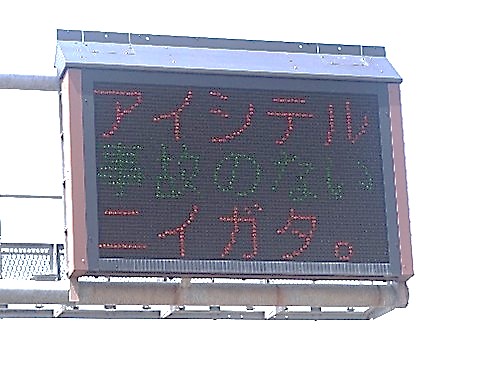 アイシテル
事故のない
ニイガタ。